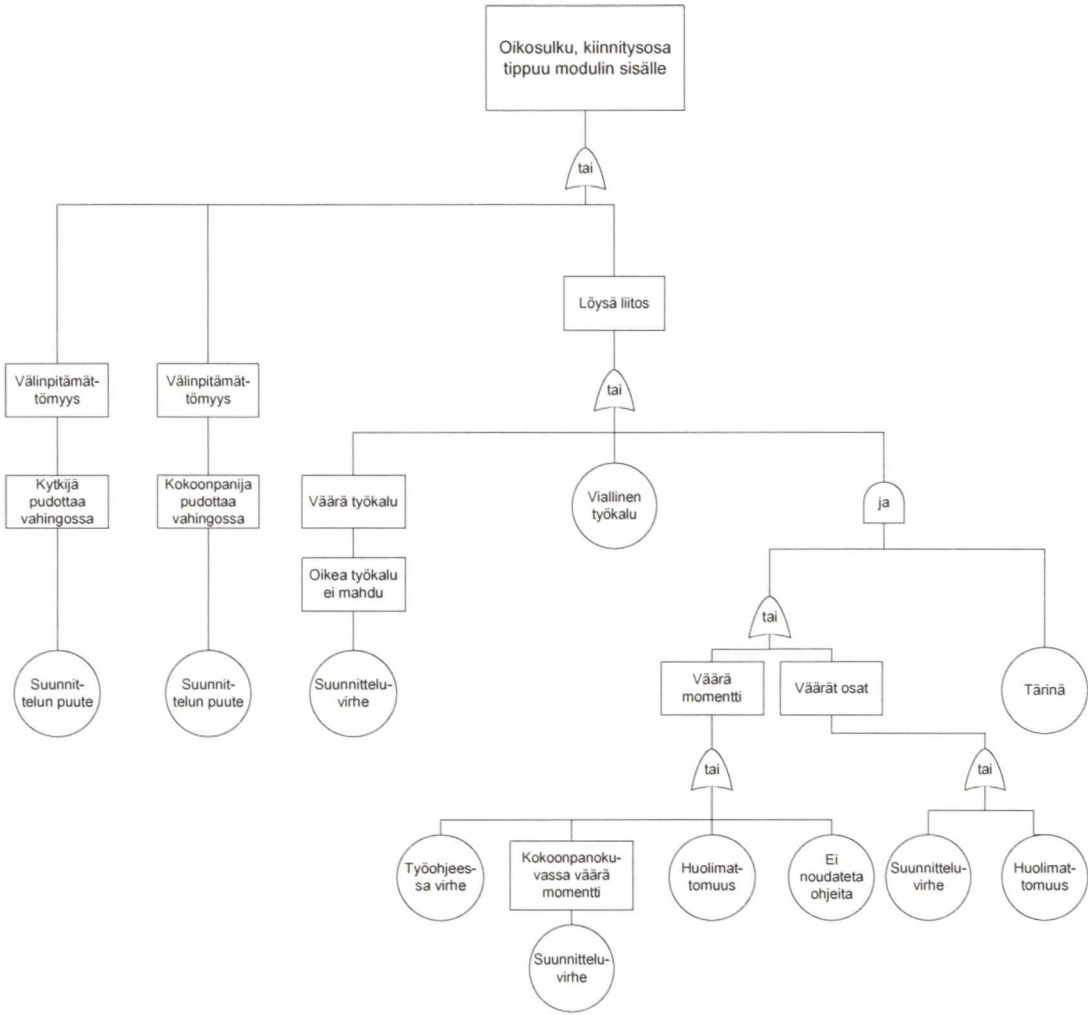 Oikosulku, kiinnitysosa
tippuu modulin sisälle
tai
Löysä liitos
Välinpitämät-
tömyys
Välinpitämät-
tömyys
tai
Kytkijä
pudottaa
vahingossa
Kokoonpanija
pudottaa
vahingossa
Väärä työkalu
Viallinen
työkalu
ja
Oikea työkalu
ei mahdu
tai
Suunnit-
telun puute
Suunnit-
telun puute
Suunnittelu-
virhe
Väärä
momentti
Väärät osat
Tärinä
tai
tai
Työohjees-
sa virhe
Kokoonpanoku-
vassa väärä
momentti
Huolimat-
tomuus
Ei
noudateta
ohjeita
Suunnittelu-
virhe
Huolimat-
tomuus
Suunnittelu-
virhe